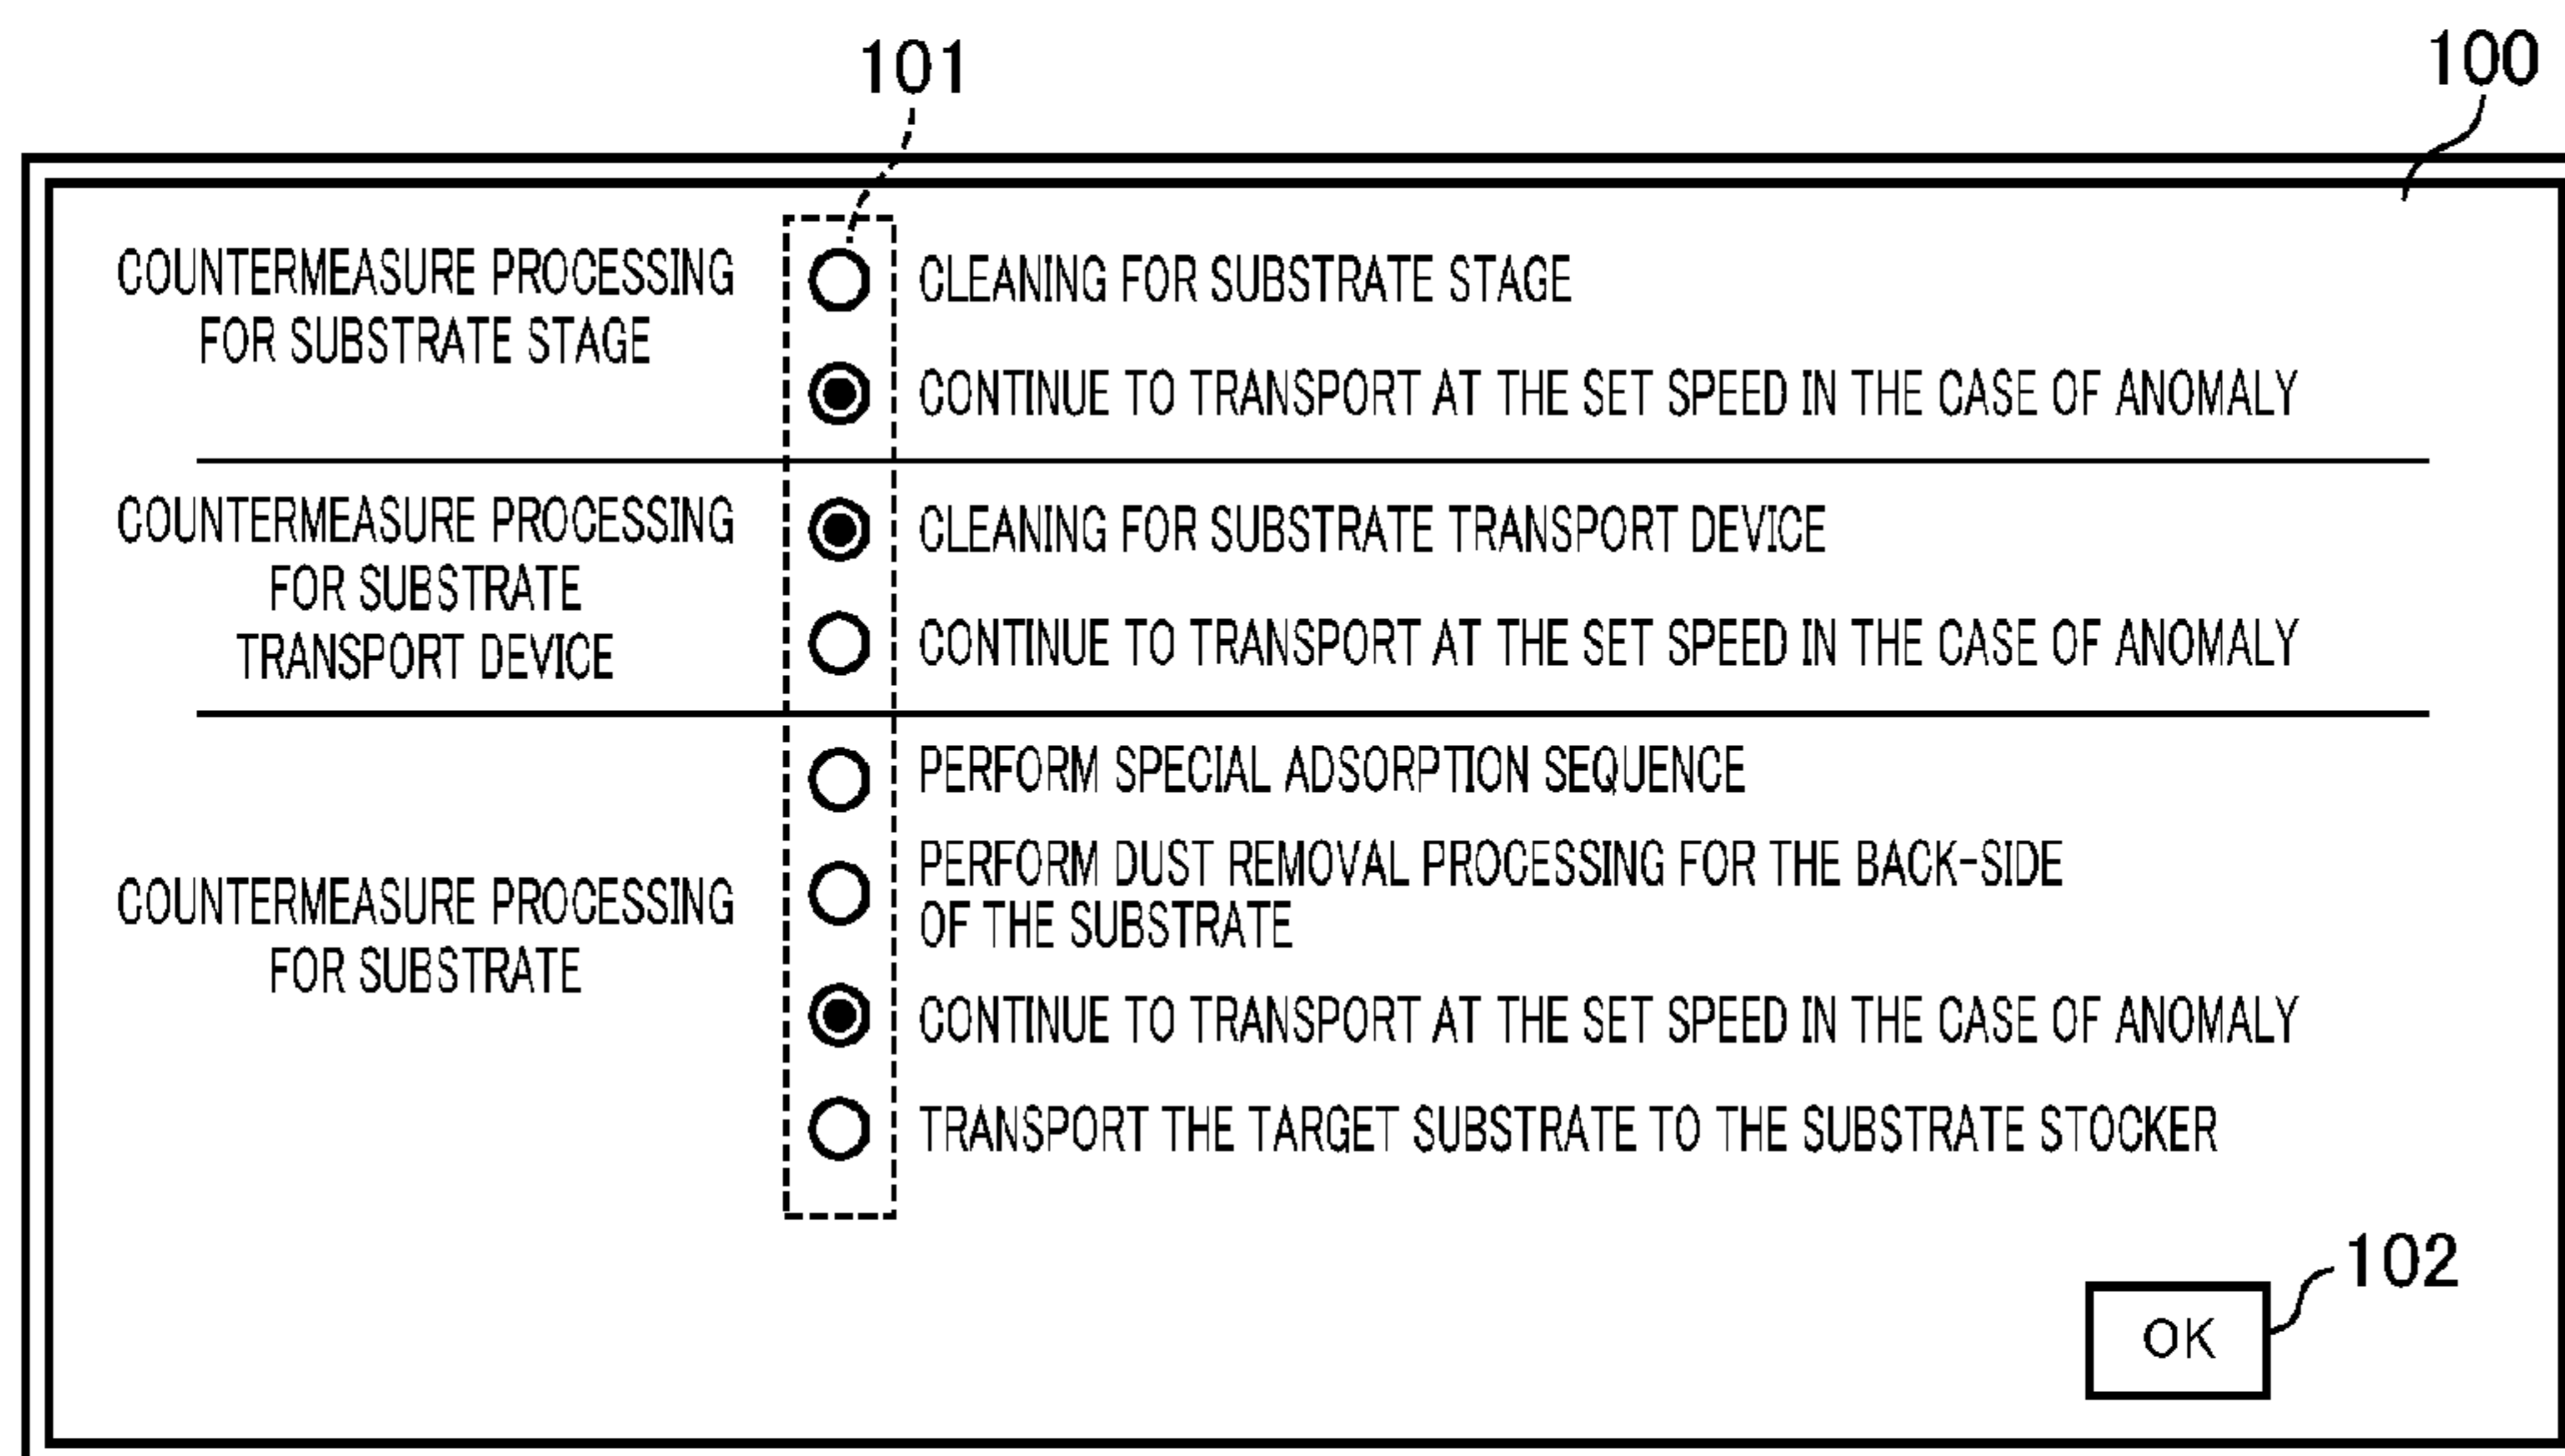 101
100
COUNTERMEASURE PROCESSING
FOR SUBSTRATE STAGE
CLEANING FOR SUBSTRATE STAGE
CONTINUE TO TRANSPORT AT THE SET SPEED IN THE CASE OF ANOMALY
COUNTERMEASURE PROCESSING
FOR SUBSTRATE
TRANSPORT DEVICE
CLEANING FOR SUBSTRATE TRANSPORT DEVICE
CONTINUE TO TRANSPORT AT THE SET SPEED IN THE CASE OF ANOMALY
COUNTERMEASURE PROCESSING
FOR SUBSTRATE
PERFORM SPECIAL ADSORPTION SEQUENCE
PERFORM DUST REMOVAL PROCESSING FOR THE BACK-SIDE
OF THE SUBSTRATE
CONTINUE TO TRANSPORT AT THE SET SPEED IN THE CASE OF ANOMALY
TRANSPORT THE TARGET SUBSTRATE TO THE SUBSTRATE STOCKER
102
OK